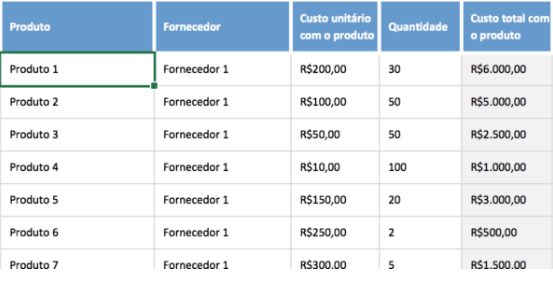 Produto Fornecedor Custo unitário com o produto Quantidade Custo total com o produto
Produto 1 Fornecedor 1 R$200,00 30 R$6.000,00
Produto 2 Fornecedor 1 R$100,00 50 R$5.000,00
Produto 3 Fornecedor 1 R$50,00 50 R$2.500,00
Produto 4 Fornecedor 1 R$10,00 100 R$1.000,00
Produto 5 Fornecedor 1 R$150,00 20 R$3.000,00
Produto 6 Fornecedor 1 R$250,00 2 R$500,00
Produto 7 Fornecedor 1 R$300,00 5 R$1.500,00